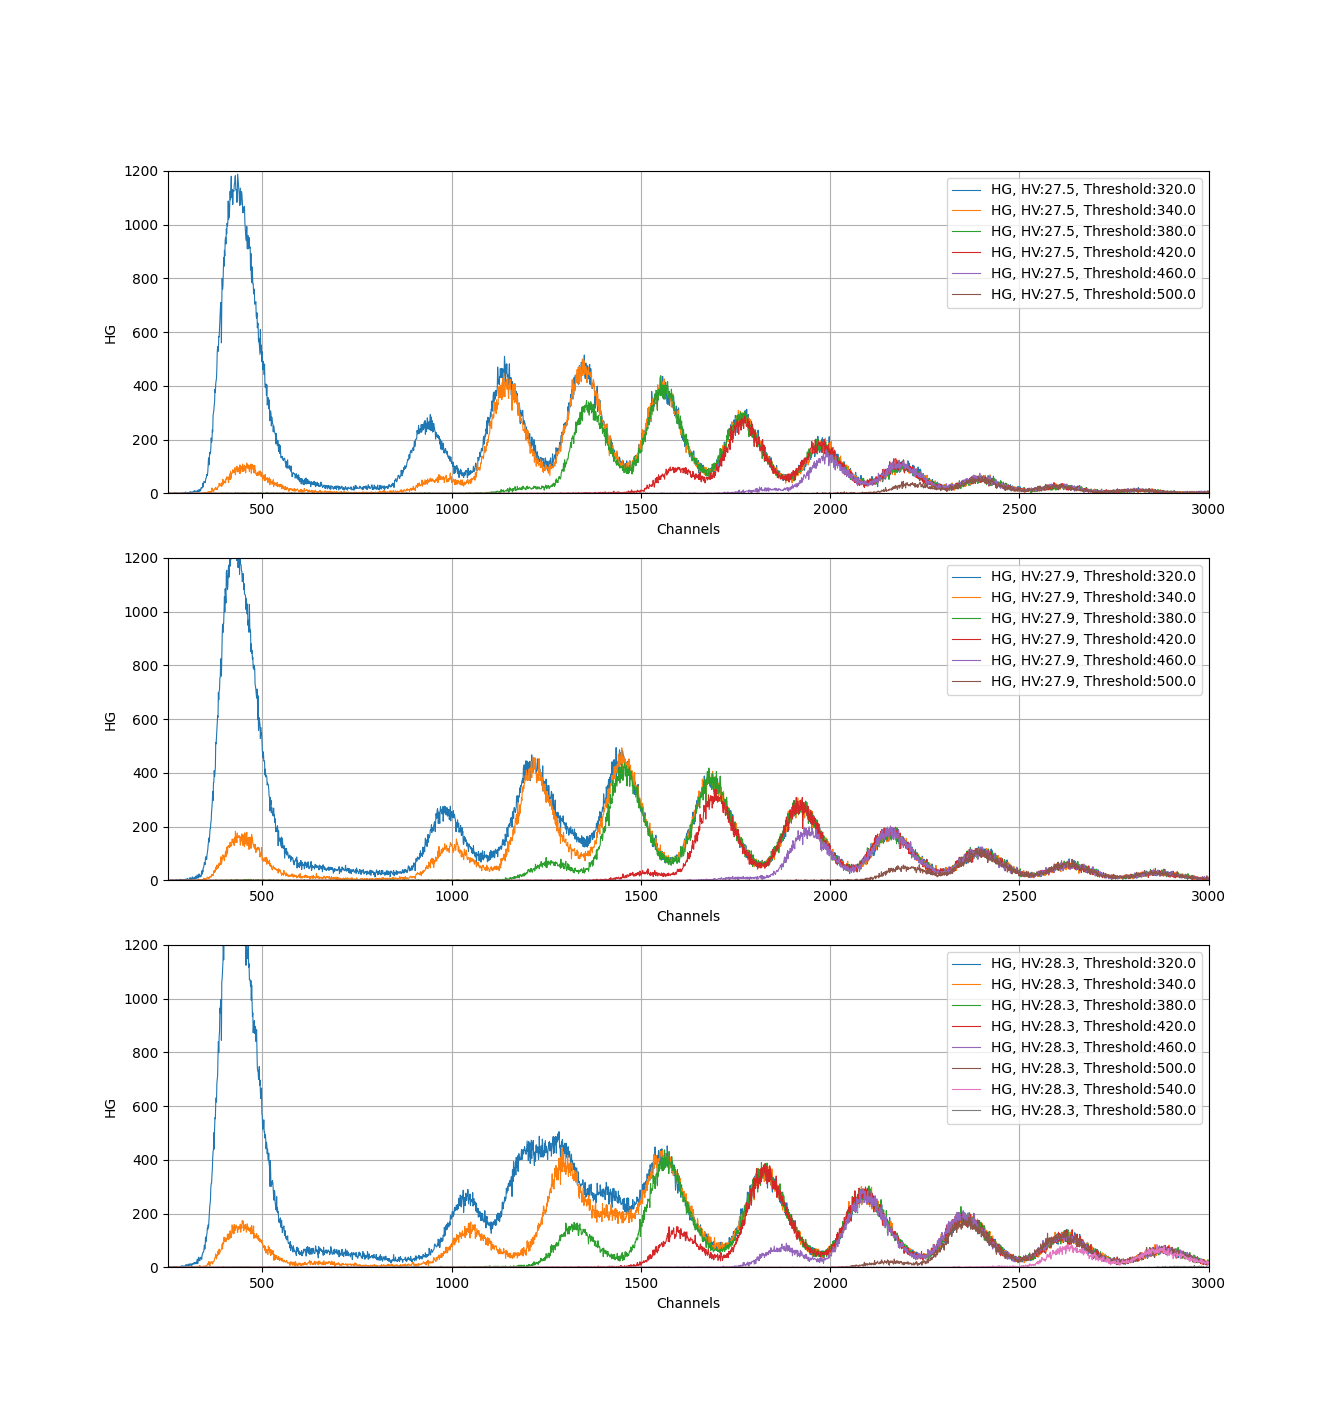 1200
1000
800
600
400
200
0
HG
HG, HV:27.5, Threshold:320.0
HG, HV:27.5, Threshold:340.0
HG, HV:27.5, Threshold:380.0
HG, HV:27.5, Threshold:420.0
HG, HV:27.5, Threshold:460.0
HG, HV:27.5, Threshold:500.0
500 1000 1500 2000 2500 3000
Channels
1200
1000
800
600
400
200
0
HG
HG, HV:27.9, Threshold:320.0
HG, HV:27.9, Threshold:340.0
HG, HV:27.9, Threshold:380.0
HG, HV:27.9, Threshold:420.0
HG, HV:27.9, Threshold:460.0
HG, HV:27.9, Threshold:500.0
500 1000 1500 2000 2500 3000
Channels
1200
1000
800
600
400
200
0
HG
HG, HV:28.3, Threshold:320.0
HG, HV:28.3, Threshold:340.0
HG, HV:28.3, Threshold:380.0
HG, HV:28.3, Threshold:420.0
HG, HV:28.3, Threshold:460.0
HG, HV:28.3, Threshold:500.0
HG, HV:28.3, Threshold:540.0
HG, HV:28.3, Threshold:580.0
500 1000 1500 2000 2500 3000
Channels